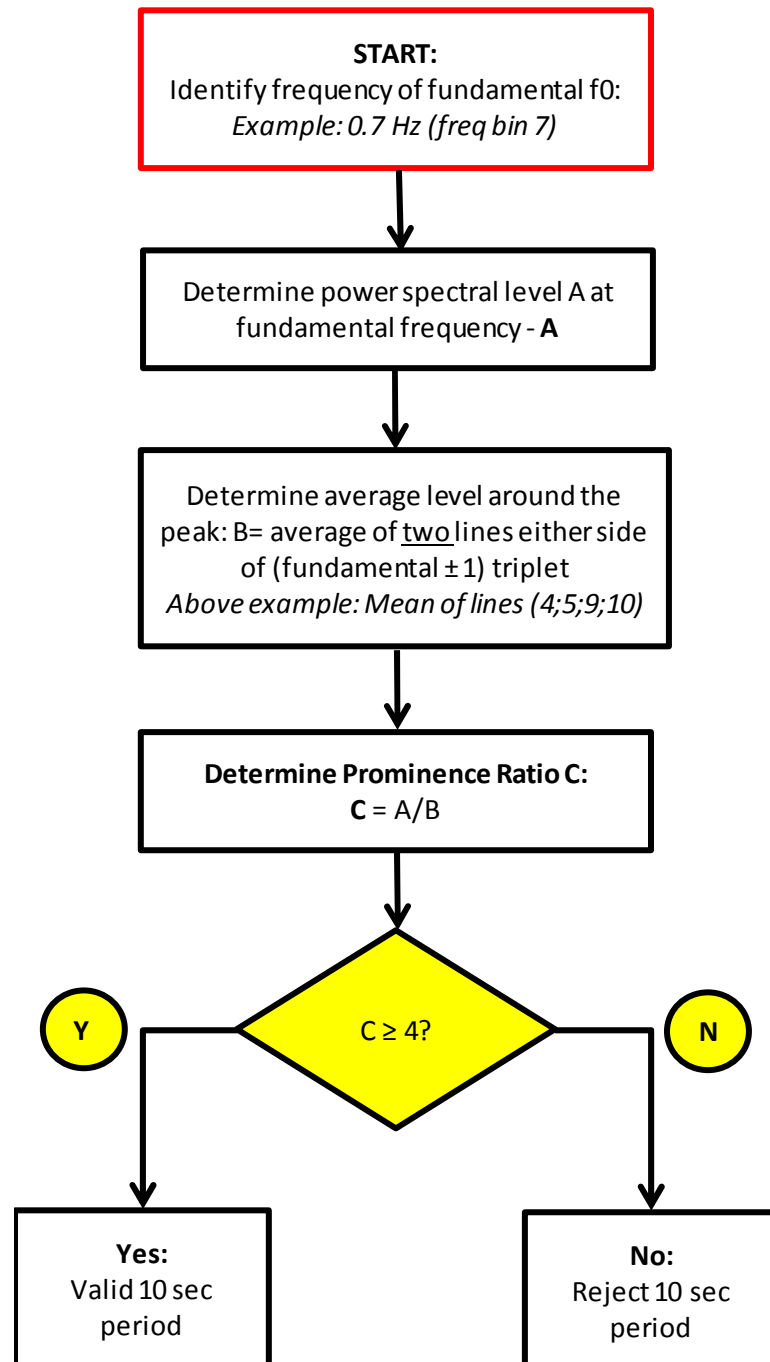 START:
Identify frequency of fundamental f0:
Example: 0.7 Hz (freq bin 7)
Determine power spectral level A at
fundamental frequency - A
Determine average level around the
peak: B= average of two lines either side
of (fundamental ± 1) triplet
Above example: Mean of lines (4;5;9;10)
Determine Prominence Ratio C:
C = A/B
Y
C ≥ 4?
N
Yes:
Valid 10 sec
period
No:
Reject 10 sec
period